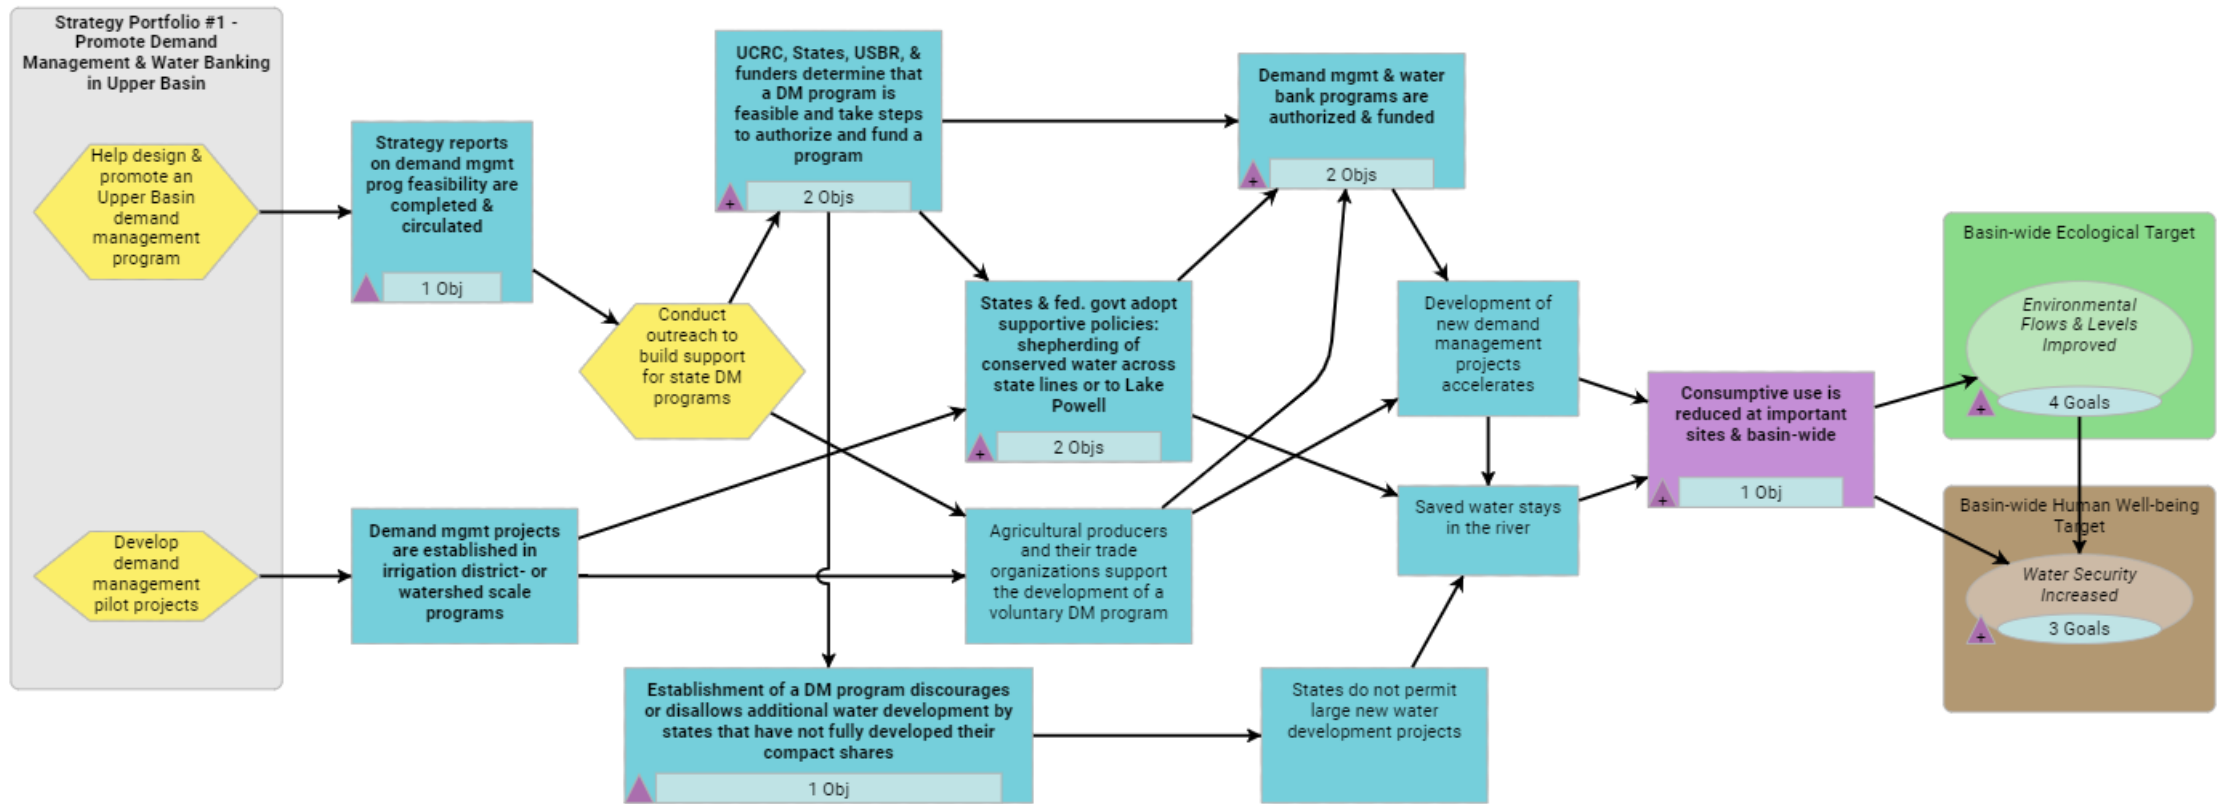 Strategy Portfolio #1 -
Promote Demand
Management & Water Banking
in Upper Basin
Help design &
promote an
Upper Basin
demand
management
program
Develop
demand
management
pilot projects
Strategy reports
on demand mgmt
prog feasibility are
completed &
circulated
1 Obj
Demand mgmt projects
are established in
irrigation district- or
watershed scale
programs
Conduct
outreach to
build support
for state DM
programs
UCRC, States, USBR, &
funders determine that
a DM program is
feasible and take steps
to authorize and fund a
program
+
2 Objs
Establishment of a DM program discourages
or disallows additional water development by
states that have not fully developed their
compact shares
1 Obj
States & fed. govt adopt
supportive policies:
shepherding of
conserved water across
state lines or to Lake
Powell
+
2 Objs
Agricultural producers
and their trade
organizations support
the development of a
voluntary DM program
Demand mgmt & water
bank programs are
authorized & funded
+
2 Objs
Development of
new demand
management
projects
accelerates
Saved water stays
in the river
States do not permit
large new water
development projects
Consumptive use is
reduced at important
sites & basin-wide
+
1 Obj
Basin-wide Ecological Target
Environmental
Flows & Levels
Improved
+
4 Goals
Basin-wide Human Well-being
Target
Water Security
Increased
+
3 Goals